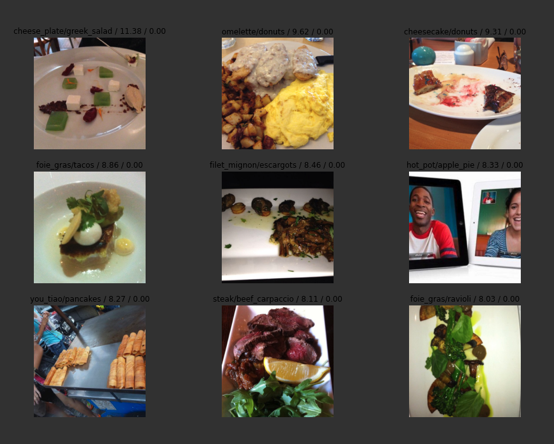 cheese_plate/greek_salad / 11.38 / 0.00
omelette/donuts / 9.62 / 0.00
cheesecake/donuts / 9.31 / 0.00
foie_gras/tacos / 8.86 / 0.00
filet_mignon/escargots / 8.46 / 0.00
hot_pot/apple_pie / 8.33 / 0.00
you_tiao/pancakes / 8.27 / 0.00
steak/beef_carpaccio / 8.11 / 0.00
foie_gras/ravioli / 8.03 / 0.00